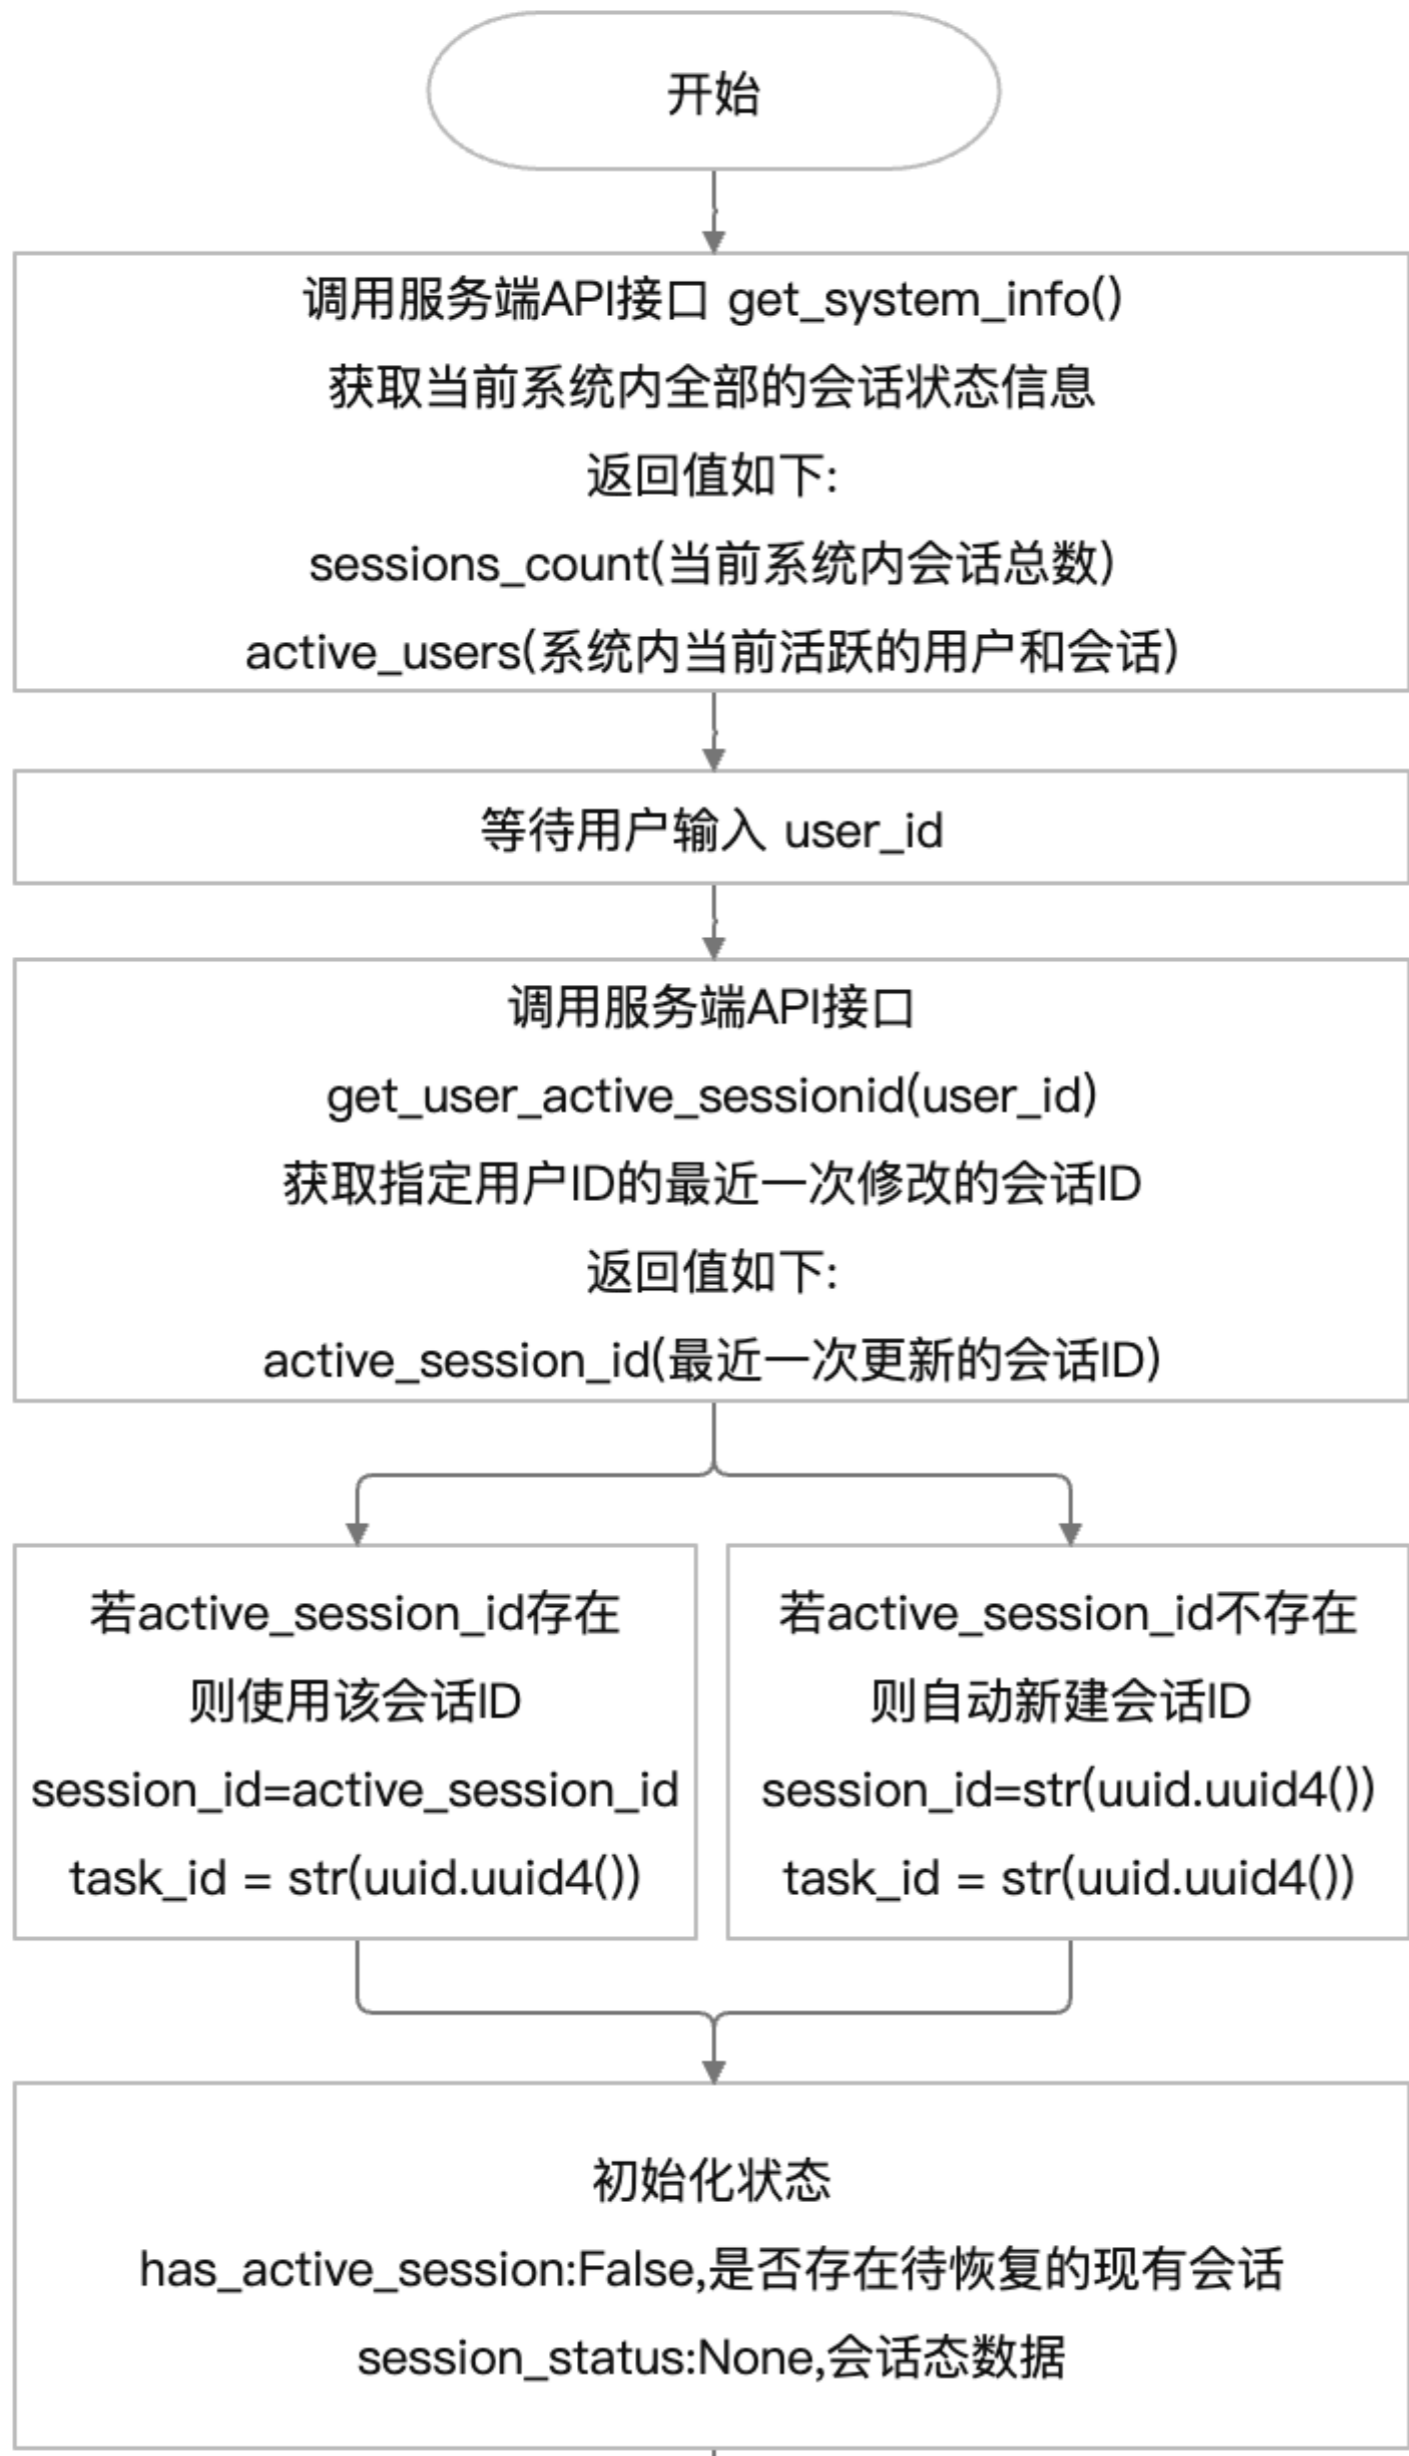 开始
调用服务端API接口 get_system_info()
获取当前系统内全部的会话状态信息
返回值如下:
sessions_count(当前系统内会话总数)
active_users(系统内当前活跃的用户和会话)
等待用户输入 user_id
调用服务端API接口
get_user_active_sessionid(user_id)
获取指定用户ID的最近一次修改的会话ID
返回值如下:
active_session_id(最近一次更新的会话ID)
若active_session_id存在
则使用该会话ID
session_id=active_session_id
task_id = str(uuid.uuid4())
若active_session_id不存在
则自动新建会话ID
session_id=str(uuid.uuid4())
task_id = str(uuid.uuid4())
初始化状态
has_active_session:False,是否存在待恢复的现有会话
session_status:None,会话态数据